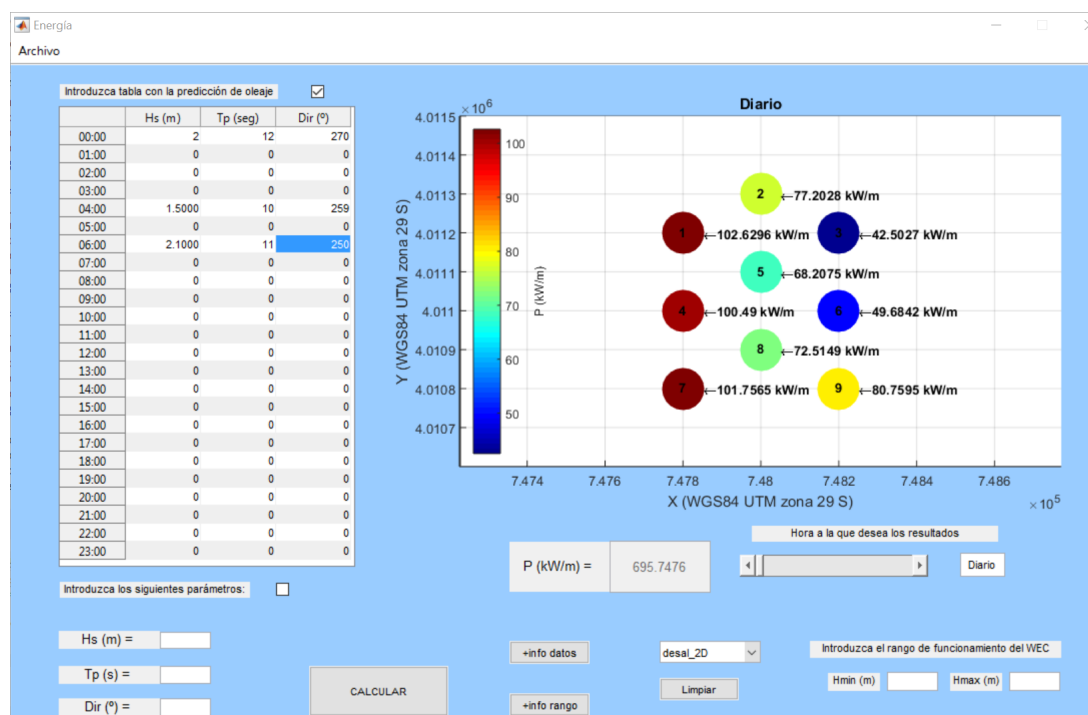 Energía
Archivo
Introduzca tabla con la predicción de oleaje
Hs (m) Tp (seg) Dir (º)
00:00 2 12 270
01:00 0 0 0
02:00 0 0 0
03:00 0 0 0
04:00 1.5000 10 259
05:00 0 0 0
06:00 2.1000 11 250
07:00 0 0 0
08:00 0 0 0
09:00 0 0 0
10:00 0 0 0
11:00 0 0 0
12:00 0 0 0
13:00 0 0 0
14:00 0 0 0
15:00 0 0 0
16:00 0 0 0
17:00 0 0 0
18:00 0 0 0
19:00 0 0 0
20:00 0 0 0
21:00 0 0 0
22:00 0 0 0
23:00 0 0 0
Diario
×10⁶
4.0115
4.0114
4.0113
4.0112
4.0111
4.011
4.0109
4.0108
4.0107
Y (WGS84 UTM zona 29 S)
100
90
80
70
60
50
P (kW/m)
2 ←77.2028 kW/m
1 ←102.6296 kW/m
3 ←42.5027 kW/m
5 ←68.2075 kW/m
4 ←100.49 kW/m
6 ←49.6842 kW/m
8 ←72.5149 kW/m
7 ←101.7565 kW/m
9 ←80.7595 kW/m
7.474 7.476 7.478 7.48 7.482 7.484 7.486
X (WGS84 UTM zona 29 S)
×10⁵
Hora a la que desea los resultados
P (kW/m) = 695.7476
Diario
Introduzca los siguientes parámetros:
Hs (m) =
Tp (s) =
Dir (º) =
CALCULAR
+info datos
+info rango
desal_2D
Limpiar
Introduzca el rango de funcionamiento del WEC
Hmin (m) Hmax (m)